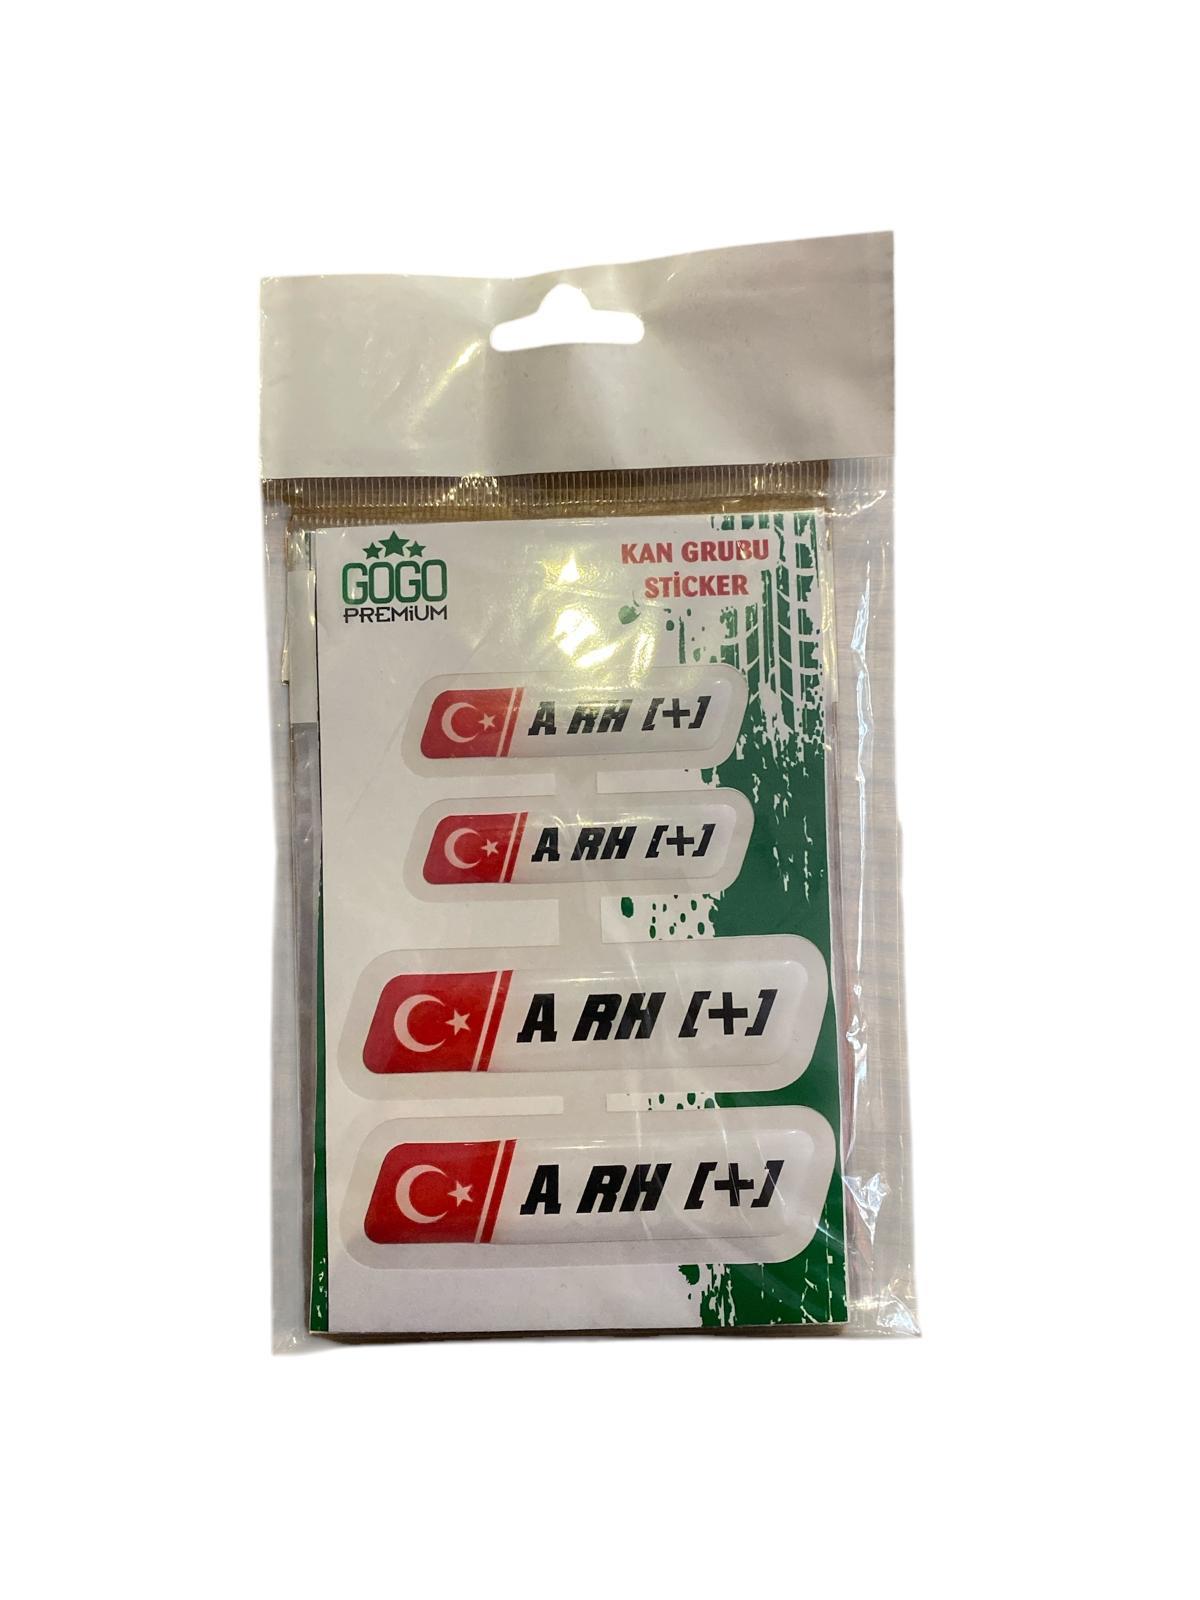 GOGO
PREMiUM
KAN GRUBU
STİCKER
A RH [+]
A RH [+]
A RH [+]
A RH [+]